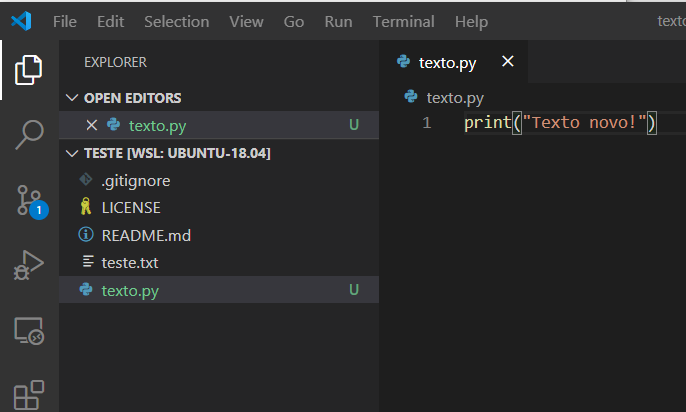 File Edit Selection View Go Run Terminal Help texto
EXPLORER
OPEN EDITORS
texto.py U
TESTE [WSL: UBUNTU-18.04]
.gitignore
LICENSE
README.md
teste.txt
texto.py U
1
texto.py
texto.py
1 print("Texto novo!")